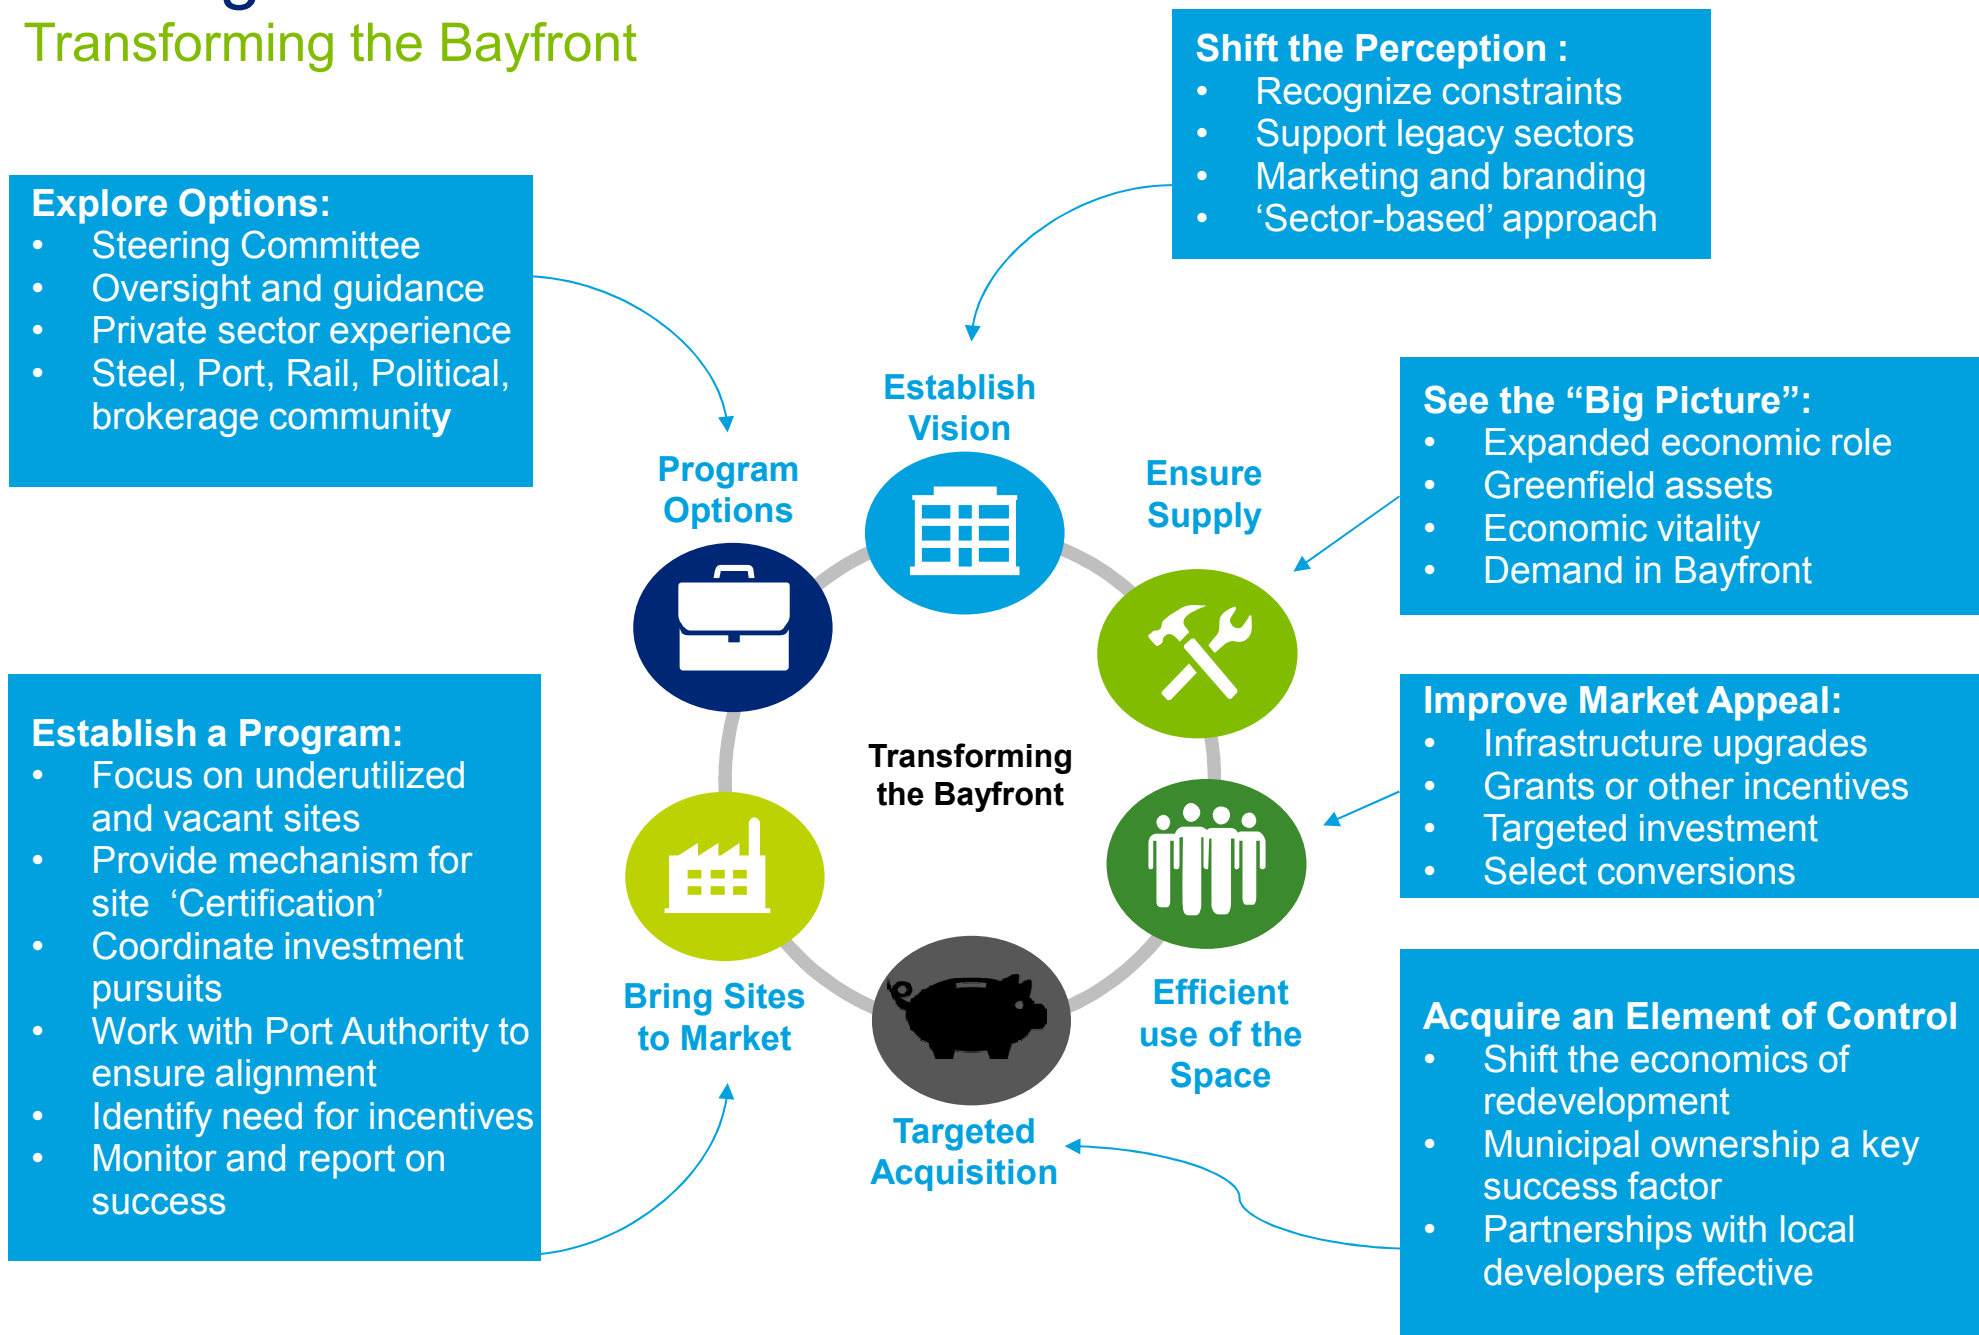 Transforming the Bayfront
Shift the Perception :
• Recognize constraints
• Support legacy sectors
• Marketing and branding
• ‘Sector-based’ approach
Explore Options:
• Steering Committee
• Oversight and guidance
• Private sector experience
• Steel, Port, Rail, Political,
brokerage community
Establish
Vision
See the “Big Picture”:
• Expanded economic role
• Greenfield assets
• Economic vitality
• Demand in Bayfront
Program
Options
Ensure
Supply
Establish a Program:
• Focus on underutilized
and vacant sites
• Provide mechanism for
site ‘Certification’
• Coordinate investment
pursuits
• Work with Port Authority to
ensure alignment
• Identify need for incentives
• Monitor and report on
success
Transforming
the Bayfront
Improve Market Appeal:
• Infrastructure upgrades
• Grants or other incentives
• Targeted investment
• Select conversions
Bring Sites
to Market
Efficient
use of the
Space
Targeted
Acquisition
Acquire an Element of Control
• Shift the economics of
redevelopment
• Municipal ownership a key
success factor
• Partnerships with local
developers effective